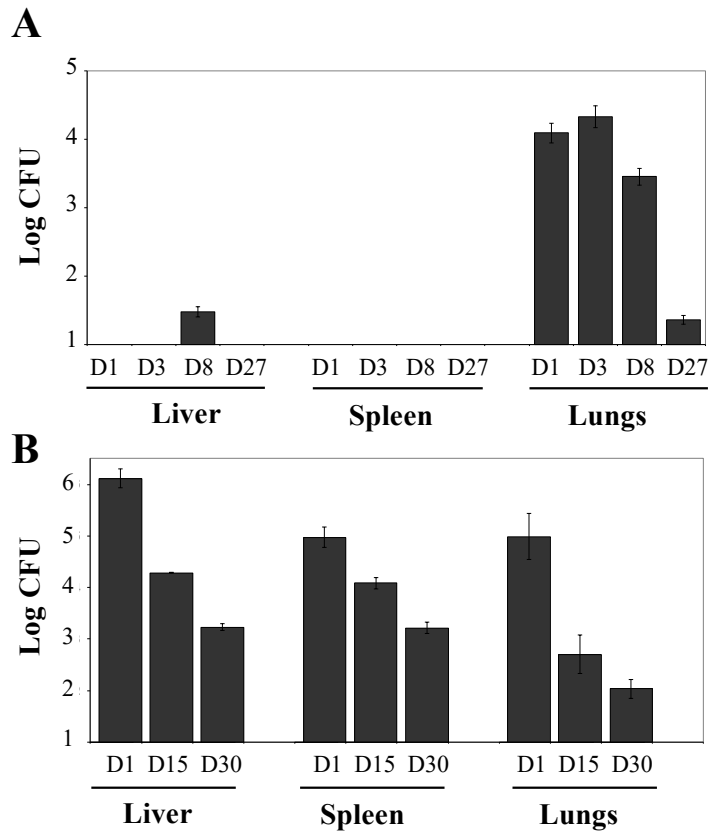 A
5
4
3
2
1
Log CFU
D1 D3 D8 D27 D1 D3 D8 D27 D1 D3 D8 D27
Liver Spleen Lungs
B
6
5
4
3
2
1
Log CFU
D1 D15 D30 D1 D15 D30 D1 D15 D30
Liver Spleen Lungs